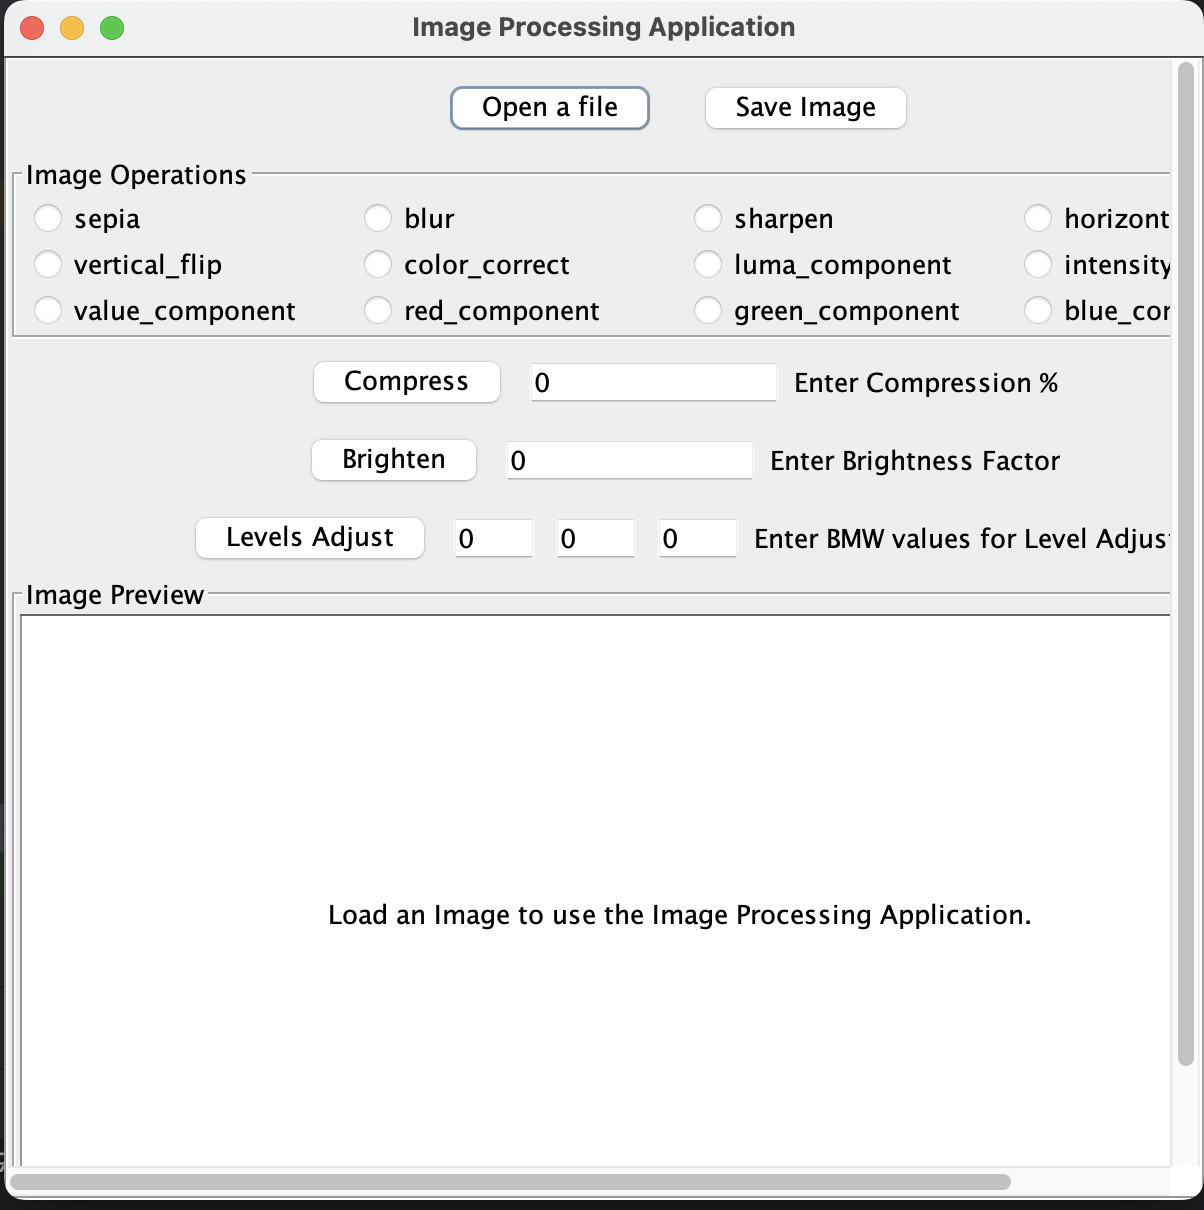 Image Processing Application
Open a file Save Image
Image Operations
sepia blur sharpen horizont
vertical_flip color_correct luma_component intensity
value_component red_component green_component blue_cor
Compress 0 Enter Compression %
Brighten 0 Enter Brightness Factor
Levels Adjust 0 0 0 Enter BMW values for Level Adjus
Image Preview
Load an Image to use the Image Processing Application.